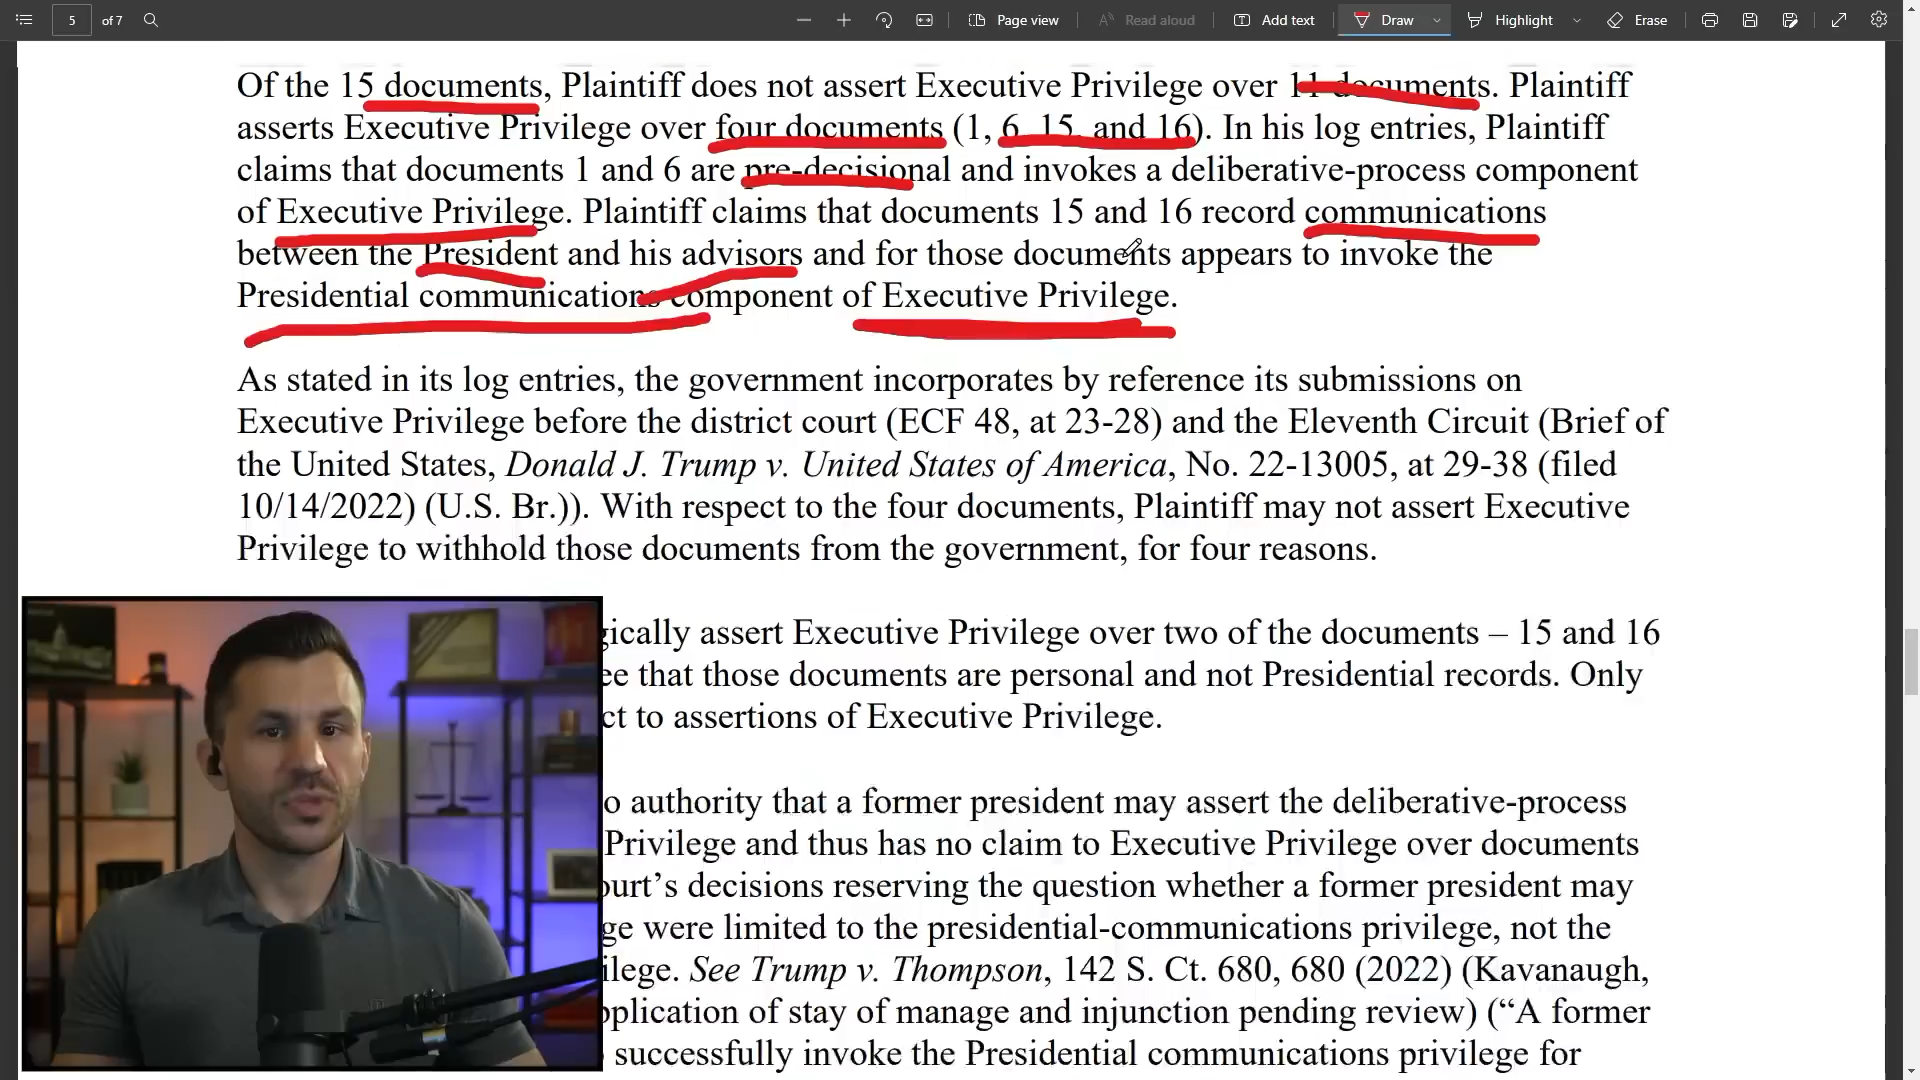 5 of 7 Page view Read aloud Add text Draw Highlight Erase
Of the 15 documents, Plaintiff does not assert Executive Privilege over 11 documents. Plaintiff
asserts Executive Privilege over four documents (1, 6, 15, and 16). In his log entries, Plaintiff
claims that documents 1 and 6 are pre-decisional and invokes a deliberative-process component
of Executive Privilege. Plaintiff claims that documents 15 and 16 record communications
between the President and his advisors and for those documents appears to invoke the
Presidential communications component of Executive Privilege.
As stated in its log entries, the government incorporates by reference its submissions on
Executive Privilege before the district court (ECF 48, at 23-28) and the Eleventh Circuit (Brief of
the United States, Donald J. Trump v. United States of America, No. 22-13005, at 29-38 (filed
10/14/2022) (U.S. Br.)). With respect to the four documents, Plaintiff may not assert Executive
Privilege to withhold those documents from the government, for four reasons.
gically assert Executive Privilege over two of the documents – 15 and 16
ee that those documents are personal and not Presidential records. Only
ct to assertions of Executive Privilege.
o authority that a former president may assert the deliberative-process
Privilege and thus has no claim to Executive Privilege over documents
ourt’s decisions reserving the question whether a former president may
ge were limited to the presidential-communications privilege, not the
ilege. See Trump v. Thompson, 142 S. Ct. 680, 680 (2022) (Kavanaugh,
pplication of stay of manage and injunction pending review) (“A former
successfully invoke the Presidential communications privilege for